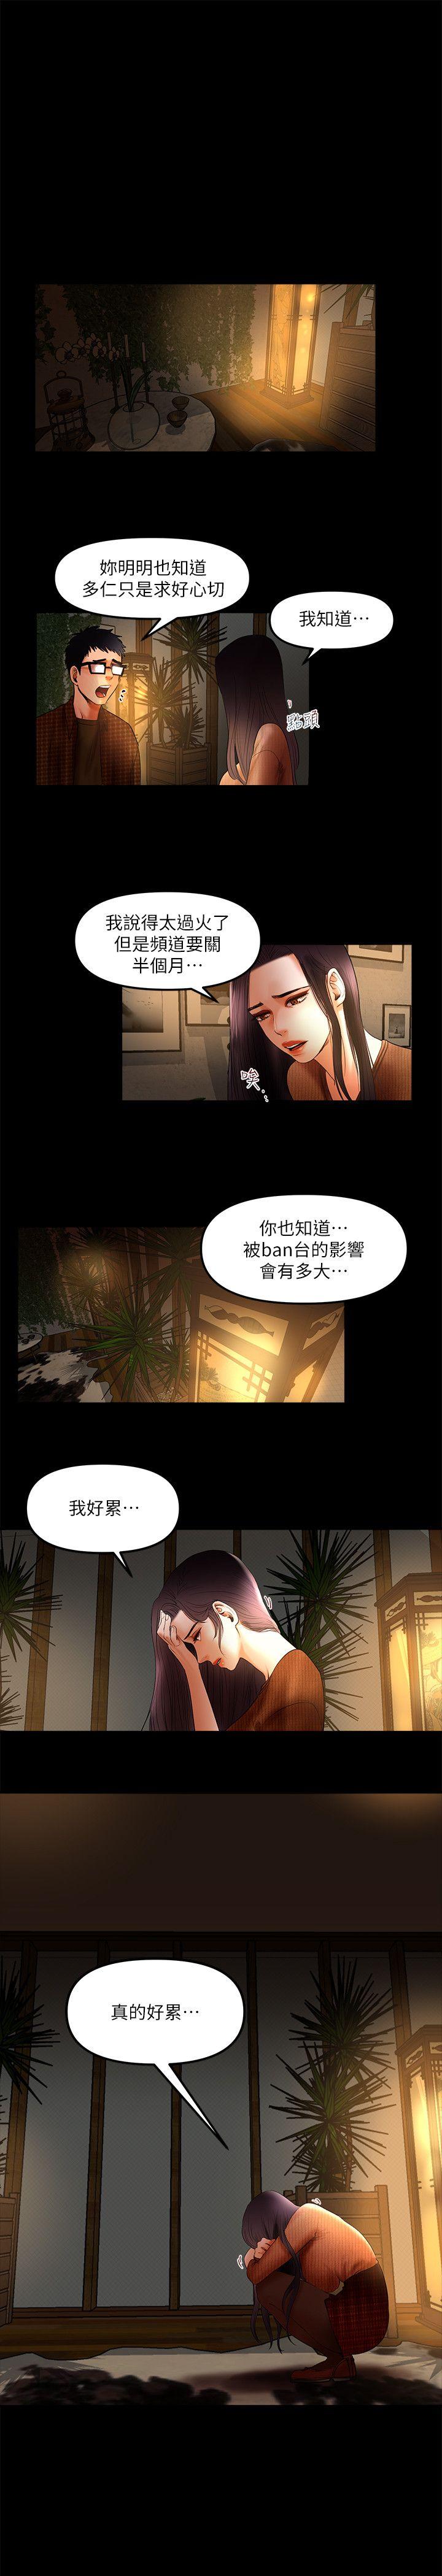 妳明明也知道
多仁只是求好心切
我知道…
點頭
我說得太過火了
但是頻道要關
半個月…
唉…
你也知道…
被ban台的影響
會有多大…
我好累…
真的好累…